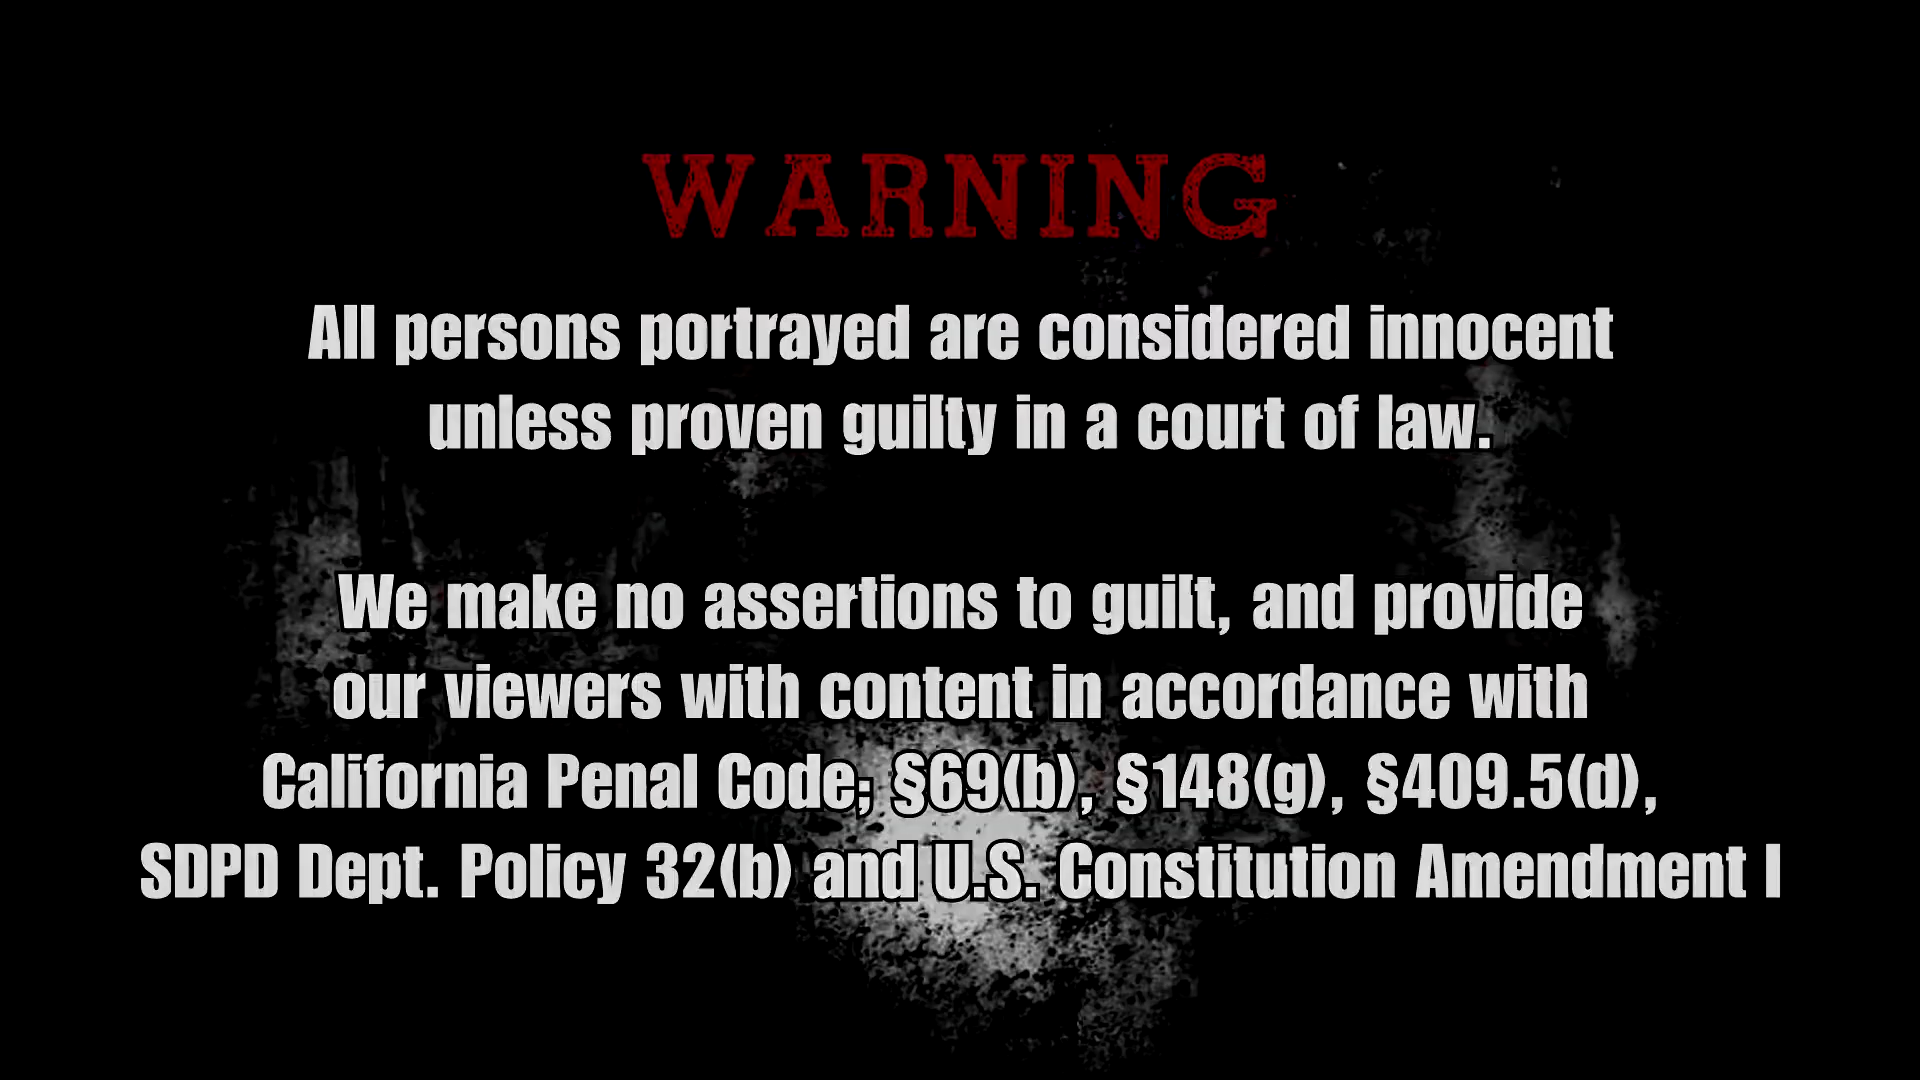 WARNING
All persons portrayed are considered innocent
unless proven guilty in a court of law.
We make no assertions to guilt, and provide
our viewers with content in accordance with
California Penal Code; §69(b), §148(g), §409.5(d),
SDPD Dept. Policy 32(b) and U.S. Constitution Amendment I